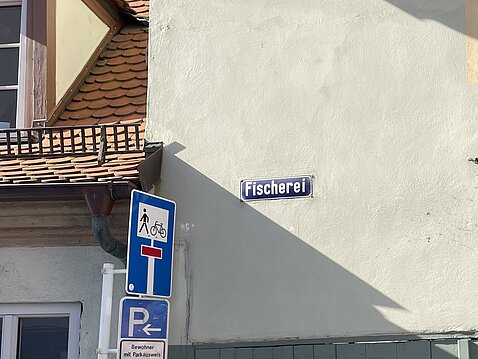 Fischerei
P
Bewohner
mit Parkausweis